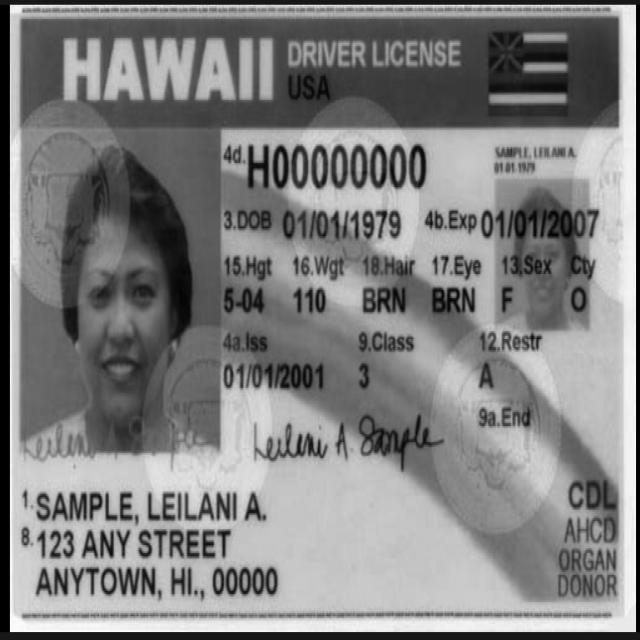 HAWAII DRIVER LICENSE
USA
SAMPLE, LEILANI A.
01-01-1979
4d. H00000000
3.DOB 01/01/1979 4b.Exp 01/01/2007
15.Hgt 16.Wgt 18.Hair 17.Eye 13.Sex Cty
5-04 110 BRN BRN F O
4a.Iss 9.Class 12.Restr
01/01/2001 3 A
9a.End
Leilani A. Sample
Leilani A. Sample
1. SAMPLE, LEILANI A.
8. 123 ANY STREET
ANYTOWN, HI., 00000
CDL
AHCD
ORGAN
DONOR